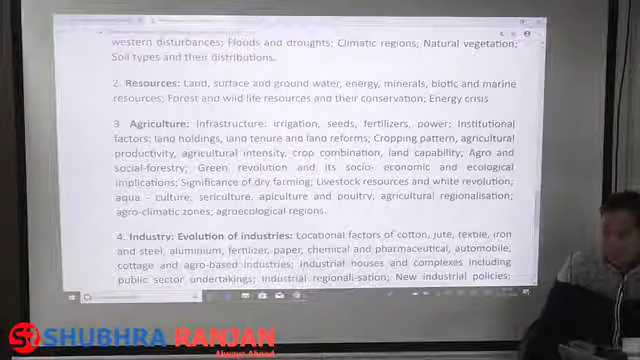 western disturbances; Floods and droughts; Climatic regions; Natural vegetation;
Soil types and their distributions.
2. Resources: Land, surface and ground water, energy, minerals, biotic and marine
resources; Forest and wild life resources and their conservation; Energy crisis
3 Agriculture: Infrastructure: irrigation, seeds, fertilizers, power; Institutional
factors: land holdings, land tenure and land reforms; Cropping pattern, agricultural
productivity, agricultural intensity, crop combination, land capability; Agro and
social-forestry; Green revolution and its socio- economic and ecological
implications; Significance of dry farming; Livestock resources and white revolution;
aqua - culture; sericulture, apiculture and poultry; agricultural regionalisation;
agro-climatic zones; agroecological regions.
4. Industry: Evolution of industries: Locational factors of cotton, jute, textile, iron
and steel, aluminium, fertilizer, paper, chemical and pharmaceutical, automobile,
cottage and agro-based industries; Industrial houses and complexes including
public sector undertakings; Industrial regionali-sation; New industrial policies;
SR SHUBHRA RANJAN
Always Ahead